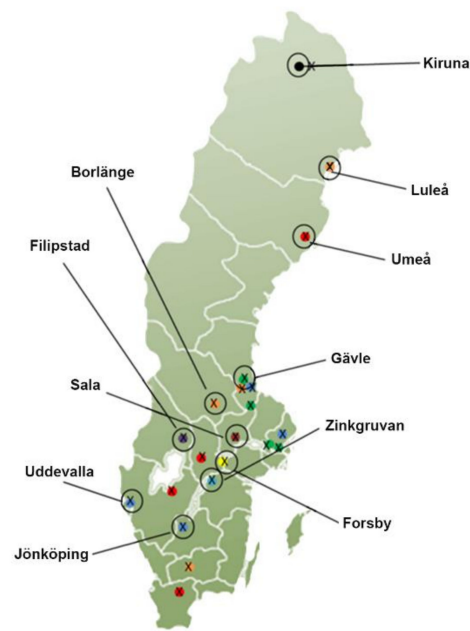 Kiruna
Borlänge
Luleå
Filipstad
Umeå
Gävle
Sala
Zinkgruvan
Uddevalla
Forsby
Jönköping